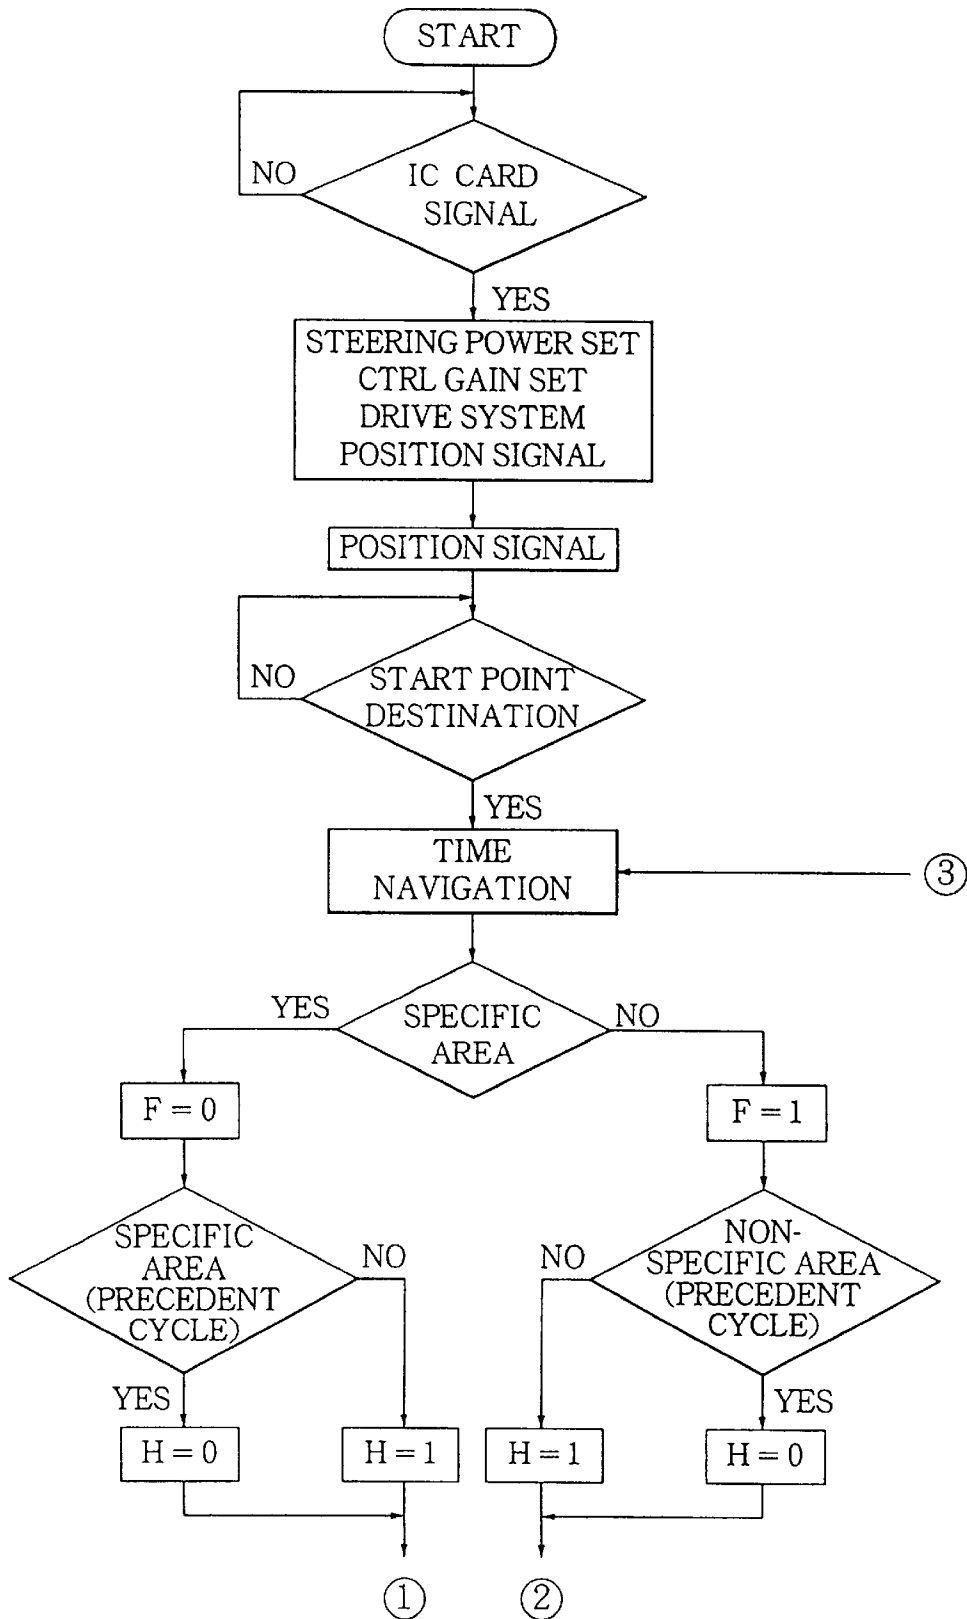 START
NO
IC CARD
SIGNAL
YES
STEERING POWER SET
CTRL GAIN SET
DRIVE SYSTEM
POSITION SIGNAL
POSITION SIGNAL
NO
START POINT
DESTINATION
YES
TIME
NAVIGATION
③
YES
SPECIFIC
AREA
NO
F = 0
F = 1
SPECIFIC
AREA
(PRECEDENT
CYCLE)
NO
NO
NON-
SPECIFIC AREA
(PRECEDENT
CYCLE)
YES
YES
H = 0
H = 1
H = 1
H = 0
①
②